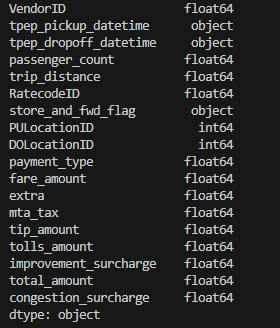 VendorID float64
tpep_pickup_datetime object
tpep_dropoff_datetime object
passenger_count float64
trip_distance float64
RatecodeID float64
store_and_fwd_flag object
PULocationID int64
DOLocationID int64
payment_type float64
fare_amount float64
extra float64
mta_tax float64
tip_amount float64
tolls_amount float64
improvement_surcharge float64
total_amount float64
congestion_surcharge float64
dtype: object